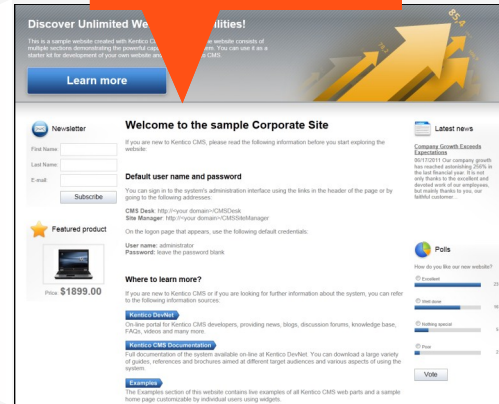 Discover Unlimited
This is a sample website created with Kentico
website consists of
multiple sections demonstrating the powerful
You can use it as a
starter kit for development of your own website
CMS
Learn more
Newsletter
First Name:
Last Name:
E-mail:
Subscribe
Featured product
Price $1899.00
Welcome to the sample Corporate Site
If you are new to Kentico CMS, please read the following information before you start exploring the
website.
Default user name and password
You can sign in to the system's administration interface using the links in the header of the page or by
going to the following addresses:
CMS Desk: http://<your domain>/CMSDesk
Site Manager: http://<your domain>/CMSSiteManager
On the logon page that appears, use the following default credentials:
User name: administrator
Password: leave the password blank
Where to learn more?
If you are new to Kentico CMS or if you are looking for further information about the system, you can refer
to the following information sources:
Kentico DevNet
On-line portal for Kentico CMS developers, providing news, blogs, discussion forums, knowledge base,
FAQs, videos and many more.
Kentico CMS Documentation
Full documentation of the system available on-line at Kentico DevNet. You can download a large variety
of guides, references and brochures aimed at different target audiences and various aspects of using the
system.
Examples
The Examples section of this website contains live examples of all Kentico CMS web parts and a sample
home page customizable by individual users using widgets.
85,4
Latest news
Company Growth Exceeds
Expectations
06/17/2011 Our company growth
has reached astonishing 250% in
the last financial year. It is not
only thanks to the excellent and
devoted work of our employees,
but mainly thanks to you, our
faithful customer...
Polls
How do you like our new website?
Excellent
Well done
Nothing special
Poor
Vote